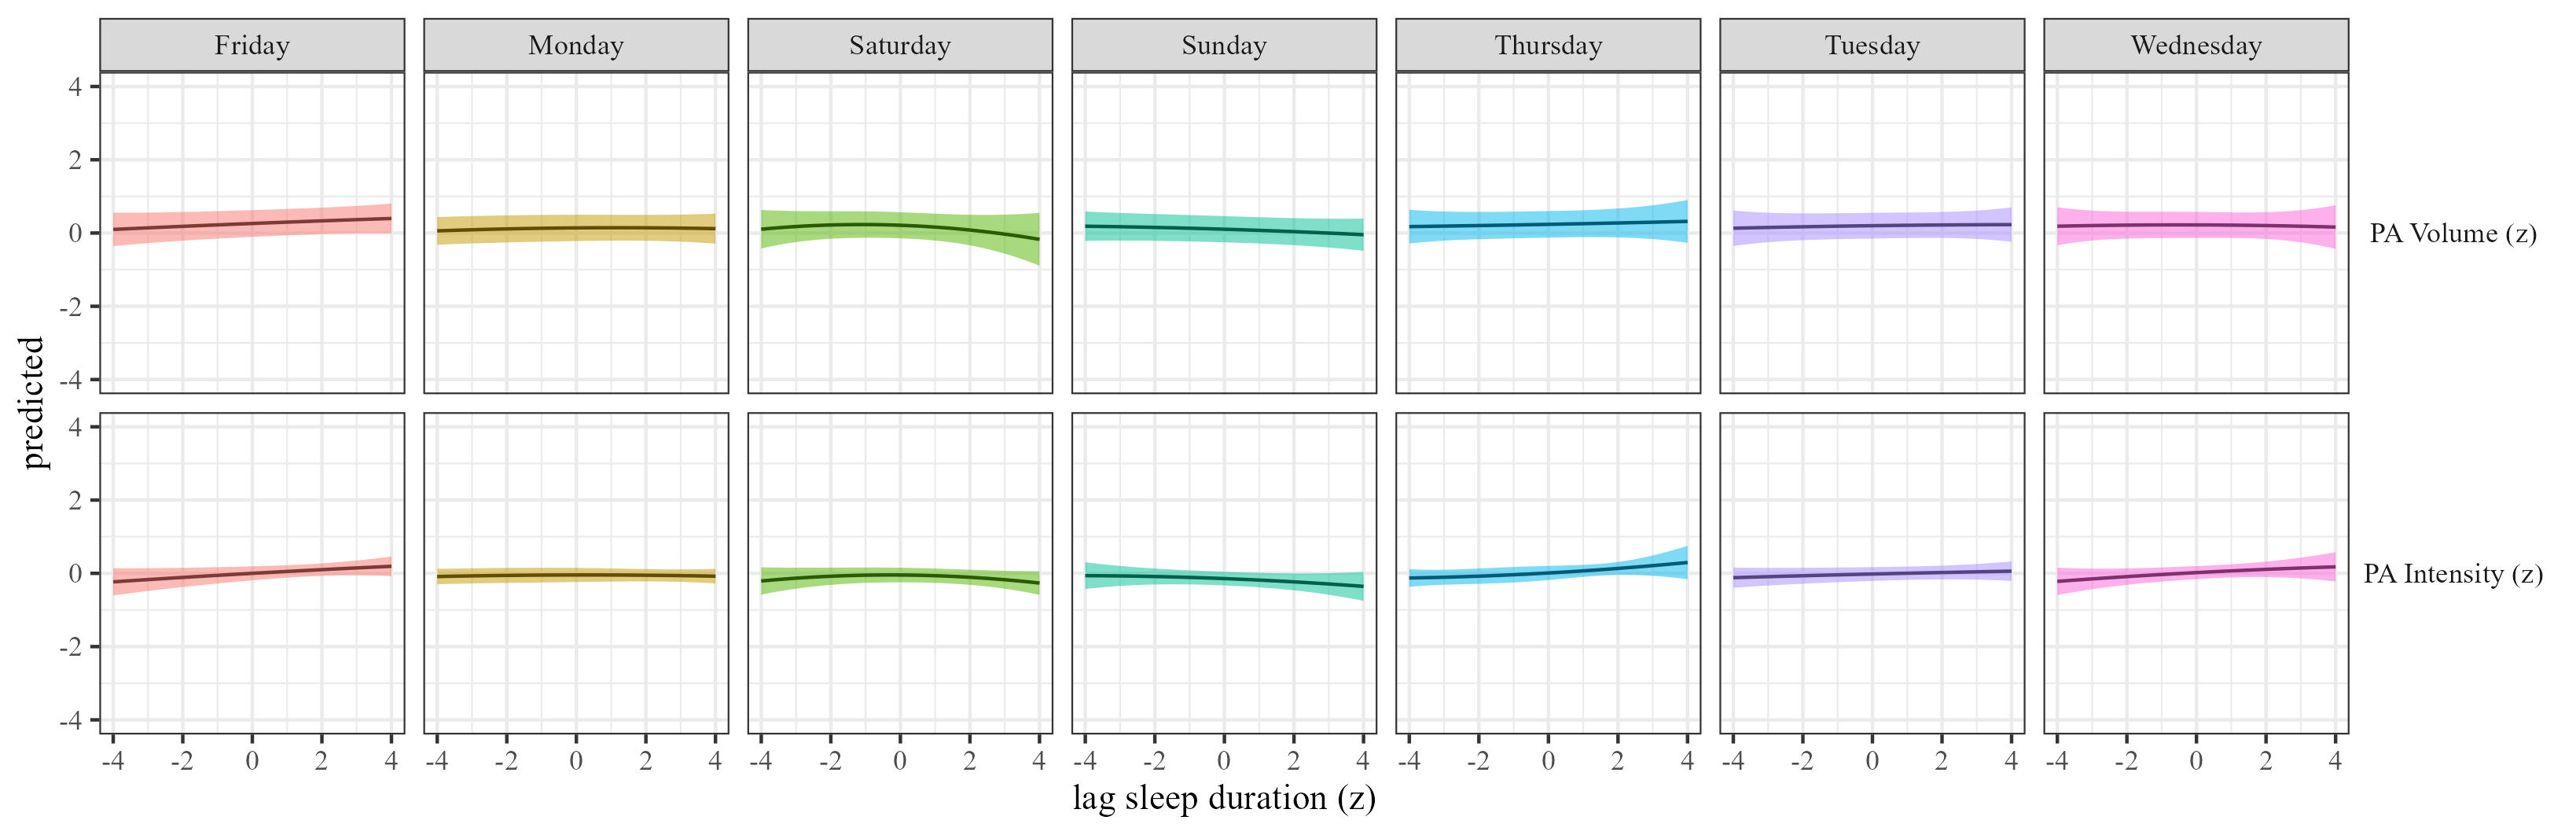 Friday Monday Saturday Sunday Thursday Tuesday Wednesday
4
2
0
-2
-4
PA Volume (z)
predicted
4
2
0
-2
-4
PA Intensity (z)
-4 -2 0 2 4 -4 -2 0 2 4 -4 -2 0 2 4 -4 -2 0 2 4 -4 -2 0 2 4 -4 -2 0 2 4 -4 -2 0 2 4
lag sleep duration (z)